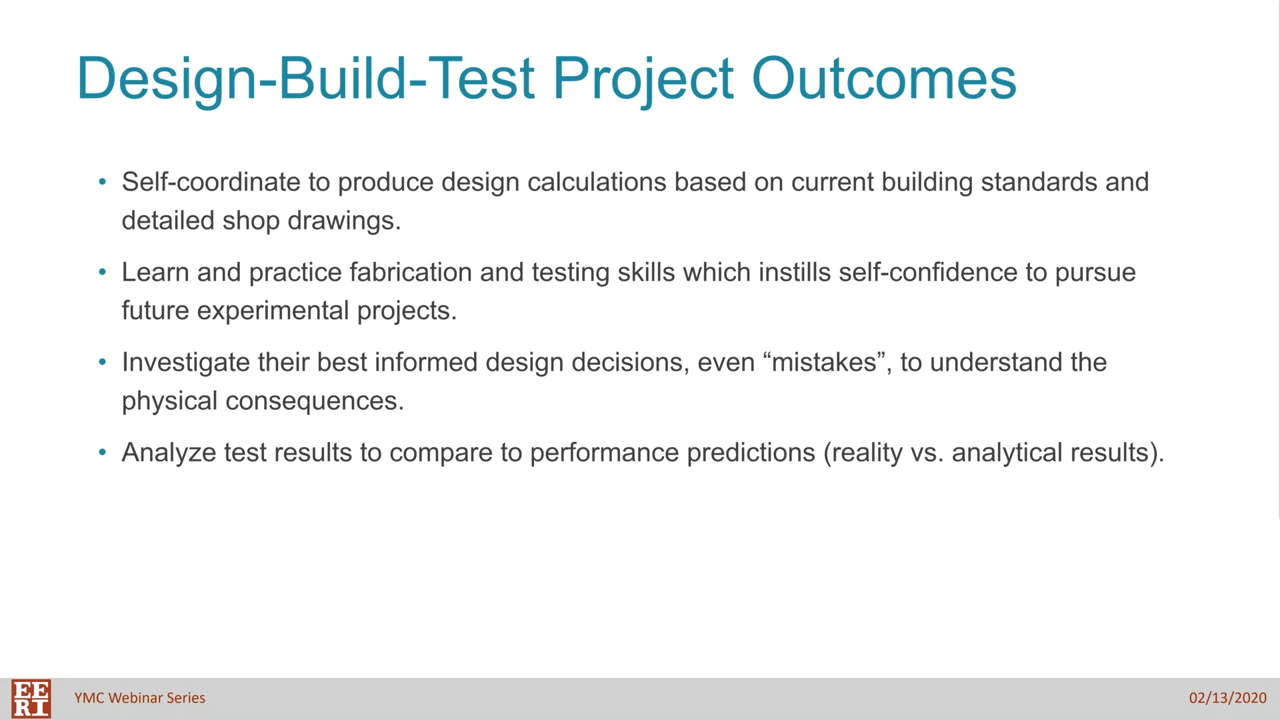 Design-Build-Test Project Outcomes
• Self-coordinate to produce design calculations based on current building standards and
detailed shop drawings.
• Learn and practice fabrication and testing skills which instills self-confidence to pursue
future experimental projects.
• Investigate their best informed design decisions, even “mistakes”, to understand the
physical consequences.
• Analyze test results to compare to performance predictions (reality vs. analytical results).
EE
RI
YMC Webinar Series
02/13/2020